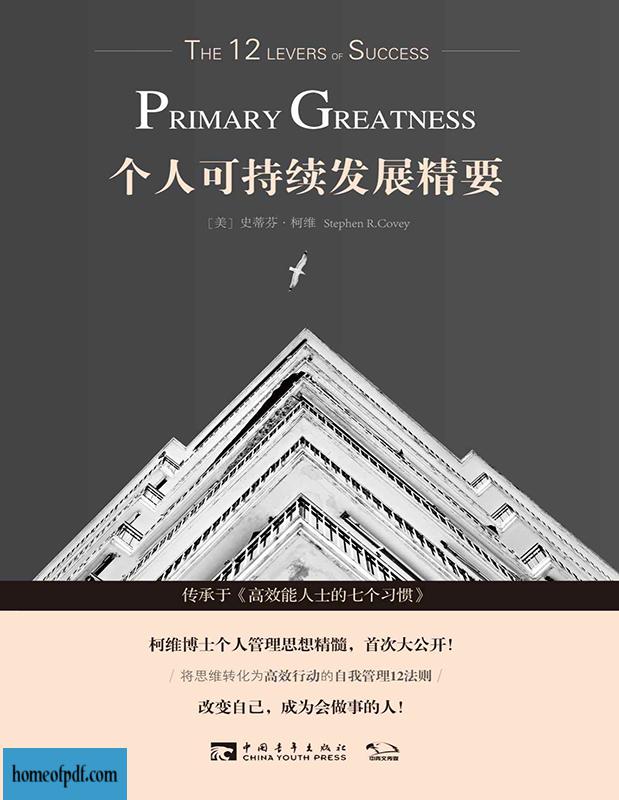 THE 12 LEVERS OF SUCCESS
PRIMARY GREATNESS
个人可持续发展精要
［美］史蒂芬·柯维 Stephen R.Covey
传承于《高效能人士的七个习惯》
柯维博士个人管理思想精髓，首次大公开！
/ 将思维转化为高效行动的自我管理12法则 /
改变自己，成为会做事的人！
中国青年出版社
CHINA YOUTH PRESS
中青文传媒
homeofpdf.com